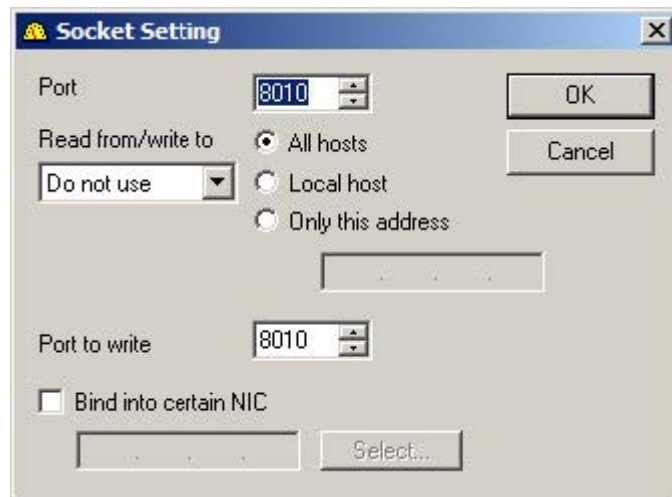 Socket Setting
Port
8010
OK
Read from/write to
All hosts
Cancel
Do not use
Local host
Only this address
. . .
Port to write
8010
Bind into certain NIC
. . .
Select...